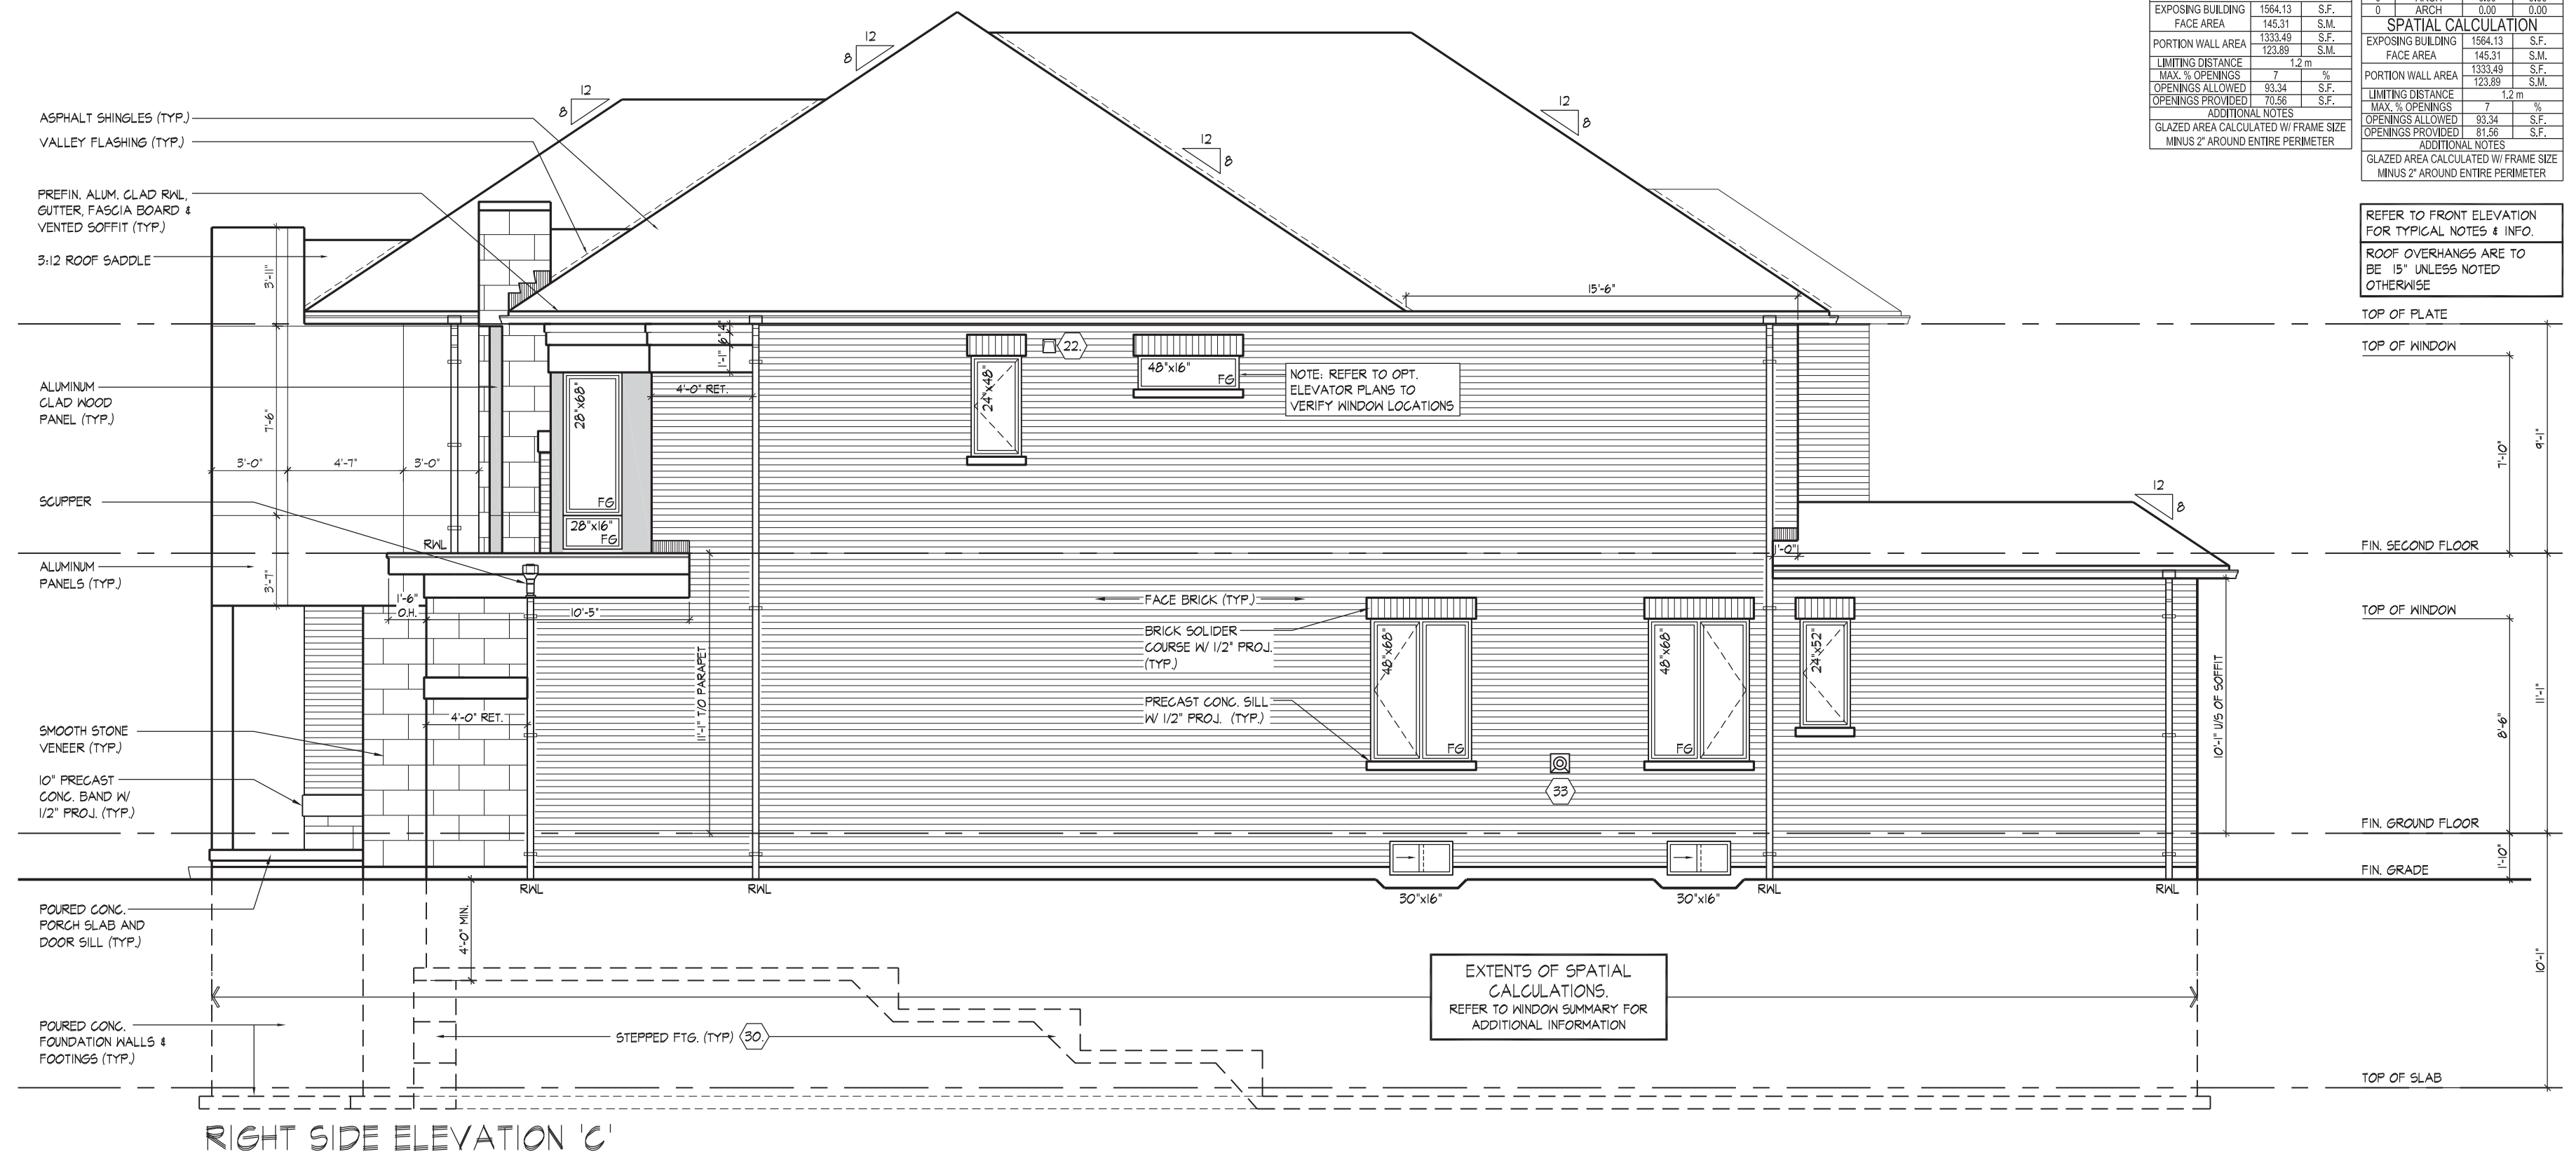 EXPOSING BUILDING 1564.13 S.F.
FACE AREA 145.31 S.M.
PORTION WALL AREA 1333.49 S.F.
123.89 S.M.
LIMITING DISTANCE 1.2 m
MAX. % OPENINGS 7 %
OPENINGS ALLOWED 93.34 S.F.
OPENINGS PROVIDED 70.56 S.F.
ADDITIONAL NOTES
GLAZED AREA CALCULATED W/ FRAME SIZE
MINUS 2" AROUND ENTIRE PERIMETER
0 ARCH 0.00 0.00
SPATIAL CALCULATION
EXPOSING BUILDING 1564.13 S.F.
FACE AREA 145.31 S.M.
PORTION WALL AREA 1333.49 S.F.
123.89 S.M.
LIMITING DISTANCE 1.2 m
MAX. % OPENINGS 7 %
OPENINGS ALLOWED 93.34 S.F.
OPENINGS PROVIDED 81.56 S.F.
ADDITIONAL NOTES
GLAZED AREA CALCULATED W/ FRAME SIZE
MINUS 2" AROUND ENTIRE PERIMETER
REFER TO FRONT ELEVATION
FOR TYPICAL NOTES & INFO.
ROOF OVERHANGS ARE TO
BE 15" UNLESS NOTED
OTHERWISE
12
8
12
8
12
8
12
8
12
8
ASPHALT SHINGLES (TYP.)
VALLEY FLASHING (TYP.)
PREFIN. ALUM. CLAD RWL,
GUTTER, FASCIA BOARD &
VENTED SOFFIT (TYP.)
3:12 ROOF SADDLE
ALUMINUM
CLAD WOOD
PANEL (TYP.)
SCUPPER
ALUMINUM
PANELS (TYP.)
SMOOTH STONE
VENEER (TYP.)
10" PRECAST
CONC. BAND W/
1/2" PROJ. (TYP.)
POURED CONC.
PORCH SLAB AND
DOOR SILL (TYP.)
POURED CONC.
FOUNDATION WALLS &
FOOTINGS (TYP.)
3'-11"
7'-6"
3'-7"
3'-0"
4'-7"
3'-0"
RWL
1'-6"
O.H.
10'-5"
4'-0" RET.
4'-0" MIN.
11'-1" T/O PARAPET
4"
6"
1'-1"
4'-0" RET.
28"x68"
FG
28"x16"
FG
24"x48"
22.
48"x16"
FG
NOTE: REFER TO OPT.
ELEVATOR PLANS TO
VERIFY WINDOW LOCATIONS
15'-6"
1'-0"
FACE BRICK (TYP.)
BRICK SOLIDER
COURSE W/ 1/2" PROJ.
(TYP.)
PRECAST CONC. SILL
W/ 1/2" PROJ. (TYP.)
48"x68"
FG
48"x68"
FG
24"x52"
33
10'-1" U/S OF SOFFIT
RWL
RWL
30"x16"
30"x16"
RWL
RWL
TOP OF PLATE
TOP OF WINDOW
7'-10"
9'-1"
FIN. SECOND FLOOR
TOP OF WINDOW
8'-6"
11'-1"
FIN. GROUND FLOOR
1'-10"
FIN. GRADE
10'-1"
TOP OF SLAB
EXTENTS OF SPATIAL
CALCULATIONS.
REFER TO WINDOW SUMMARY FOR
ADDITIONAL INFORMATION
STEPPED FTG. (TYP) 30.
RIGHT SIDE ELEVATION 'C'